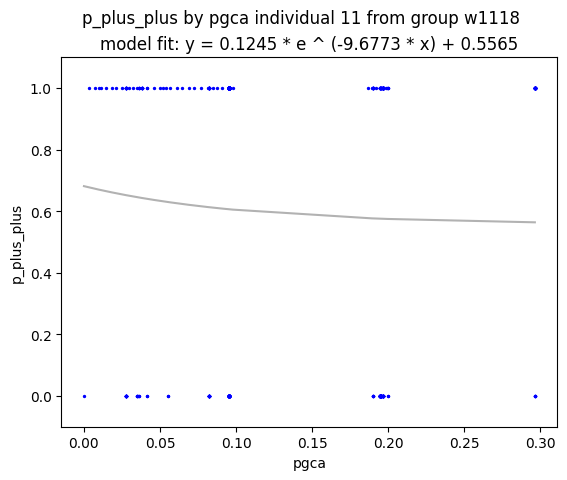 p_plus_plus by pgca individual 11 from group w1118
model fit: y = 0.1245 * e ^ (-9.6773 * x) + 0.5565
1.0
0.8
0.6
0.4
0.2
0.0
p_plus_plus
0.00 0.05 0.10 0.15 0.20 0.25 0.30
pgca